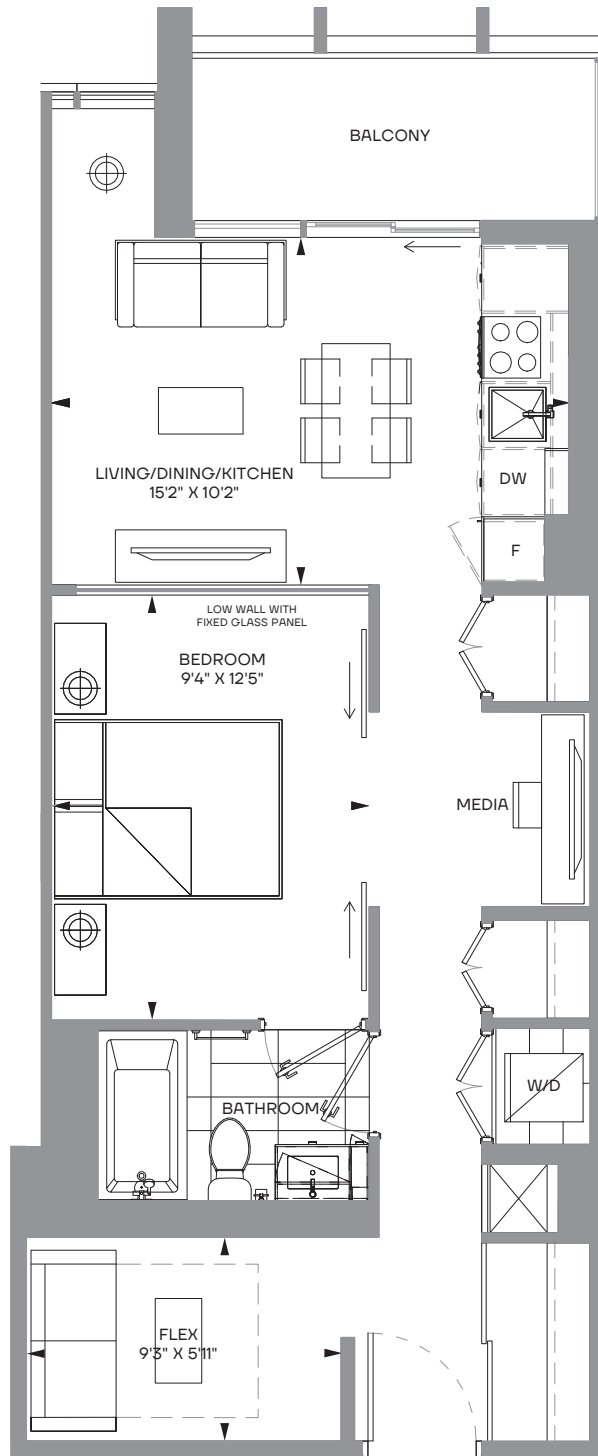 BALCONY
LIVING/DINING/KITCHEN
15'2" X 10'2"
DW
F
LOW WALL WITH
FIXED GLASS PANEL
BEDROOM
9'4" X 12'5"
MEDIA
W/D
BATHROOM
FLEX
9'3" X 5'11"